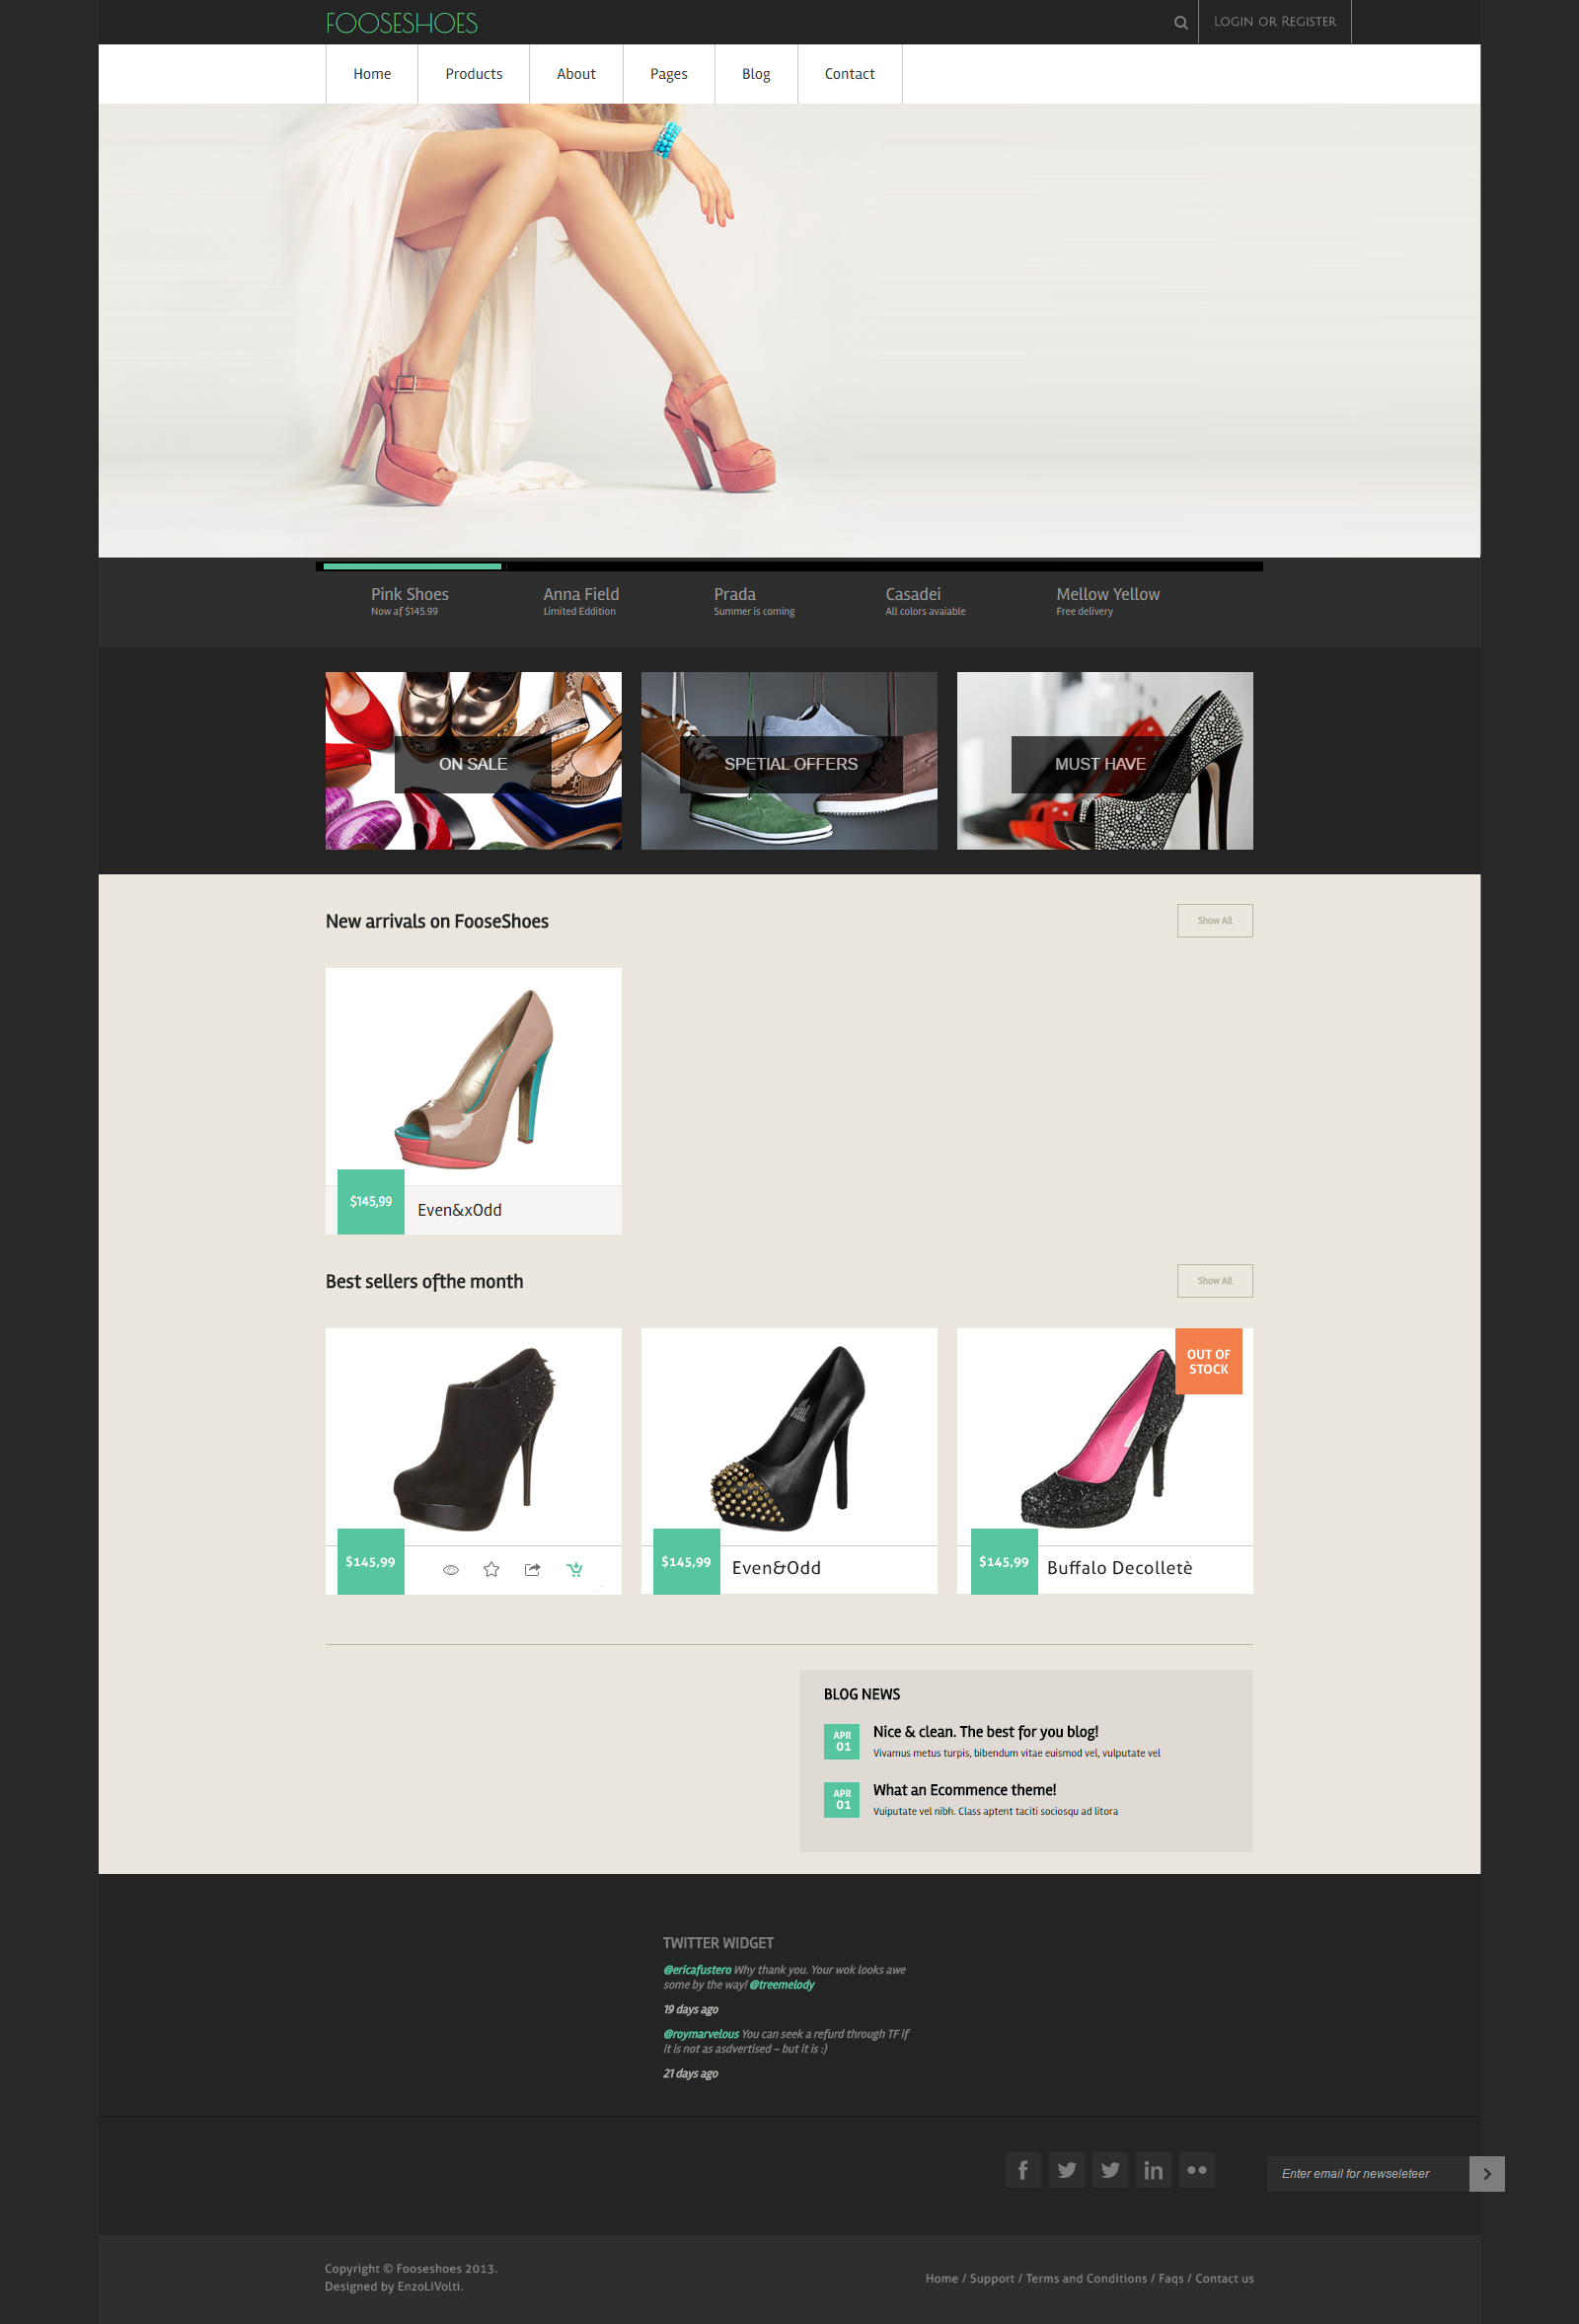 FOOSESHOES
Login or Register
Home Products About Pages Blog Contact
Pink Shoes
Now af $145.99
Anna Field
Limited Eddition
Prada
Summer is coming
Casadei
All colors avaiable
Mellow Yellow
Free delivery
ON SALE
SPETIAL OFFERS
MUST HAVE
New arrivals on FooseShoes
Show All
$145,99
Even&xOdd
Best sellers ofthe month
Show All
OUT OF
STOCK
$145,99
$145,99
Even&Odd
$145,99
Buffalo Decolletè
BLOG NEWS
APR
01
Nice & clean. The best for you blog!
Vivamus metus turpis, bibendum vitae euismod vel, vulputate vel
APR
01
What an Ecommence theme!
Vuiputate vel nibh. Class aptent taciti sociosqu ad litora
TWITTER WIDGET
@ericafustero Why thank you. Your wok looks awe
some by the way! @treemelody
19 days ago
@roymarvelous You can seek a refurd through TF if
it is not as asdvertised – but it is :)
21 days ago
Enter email for newseleteer
Copyright © Fooseshoes 2013.
Designed by EnzoLiVolti.
Home / Support / Terms and Conditions / Faqs / Contact us